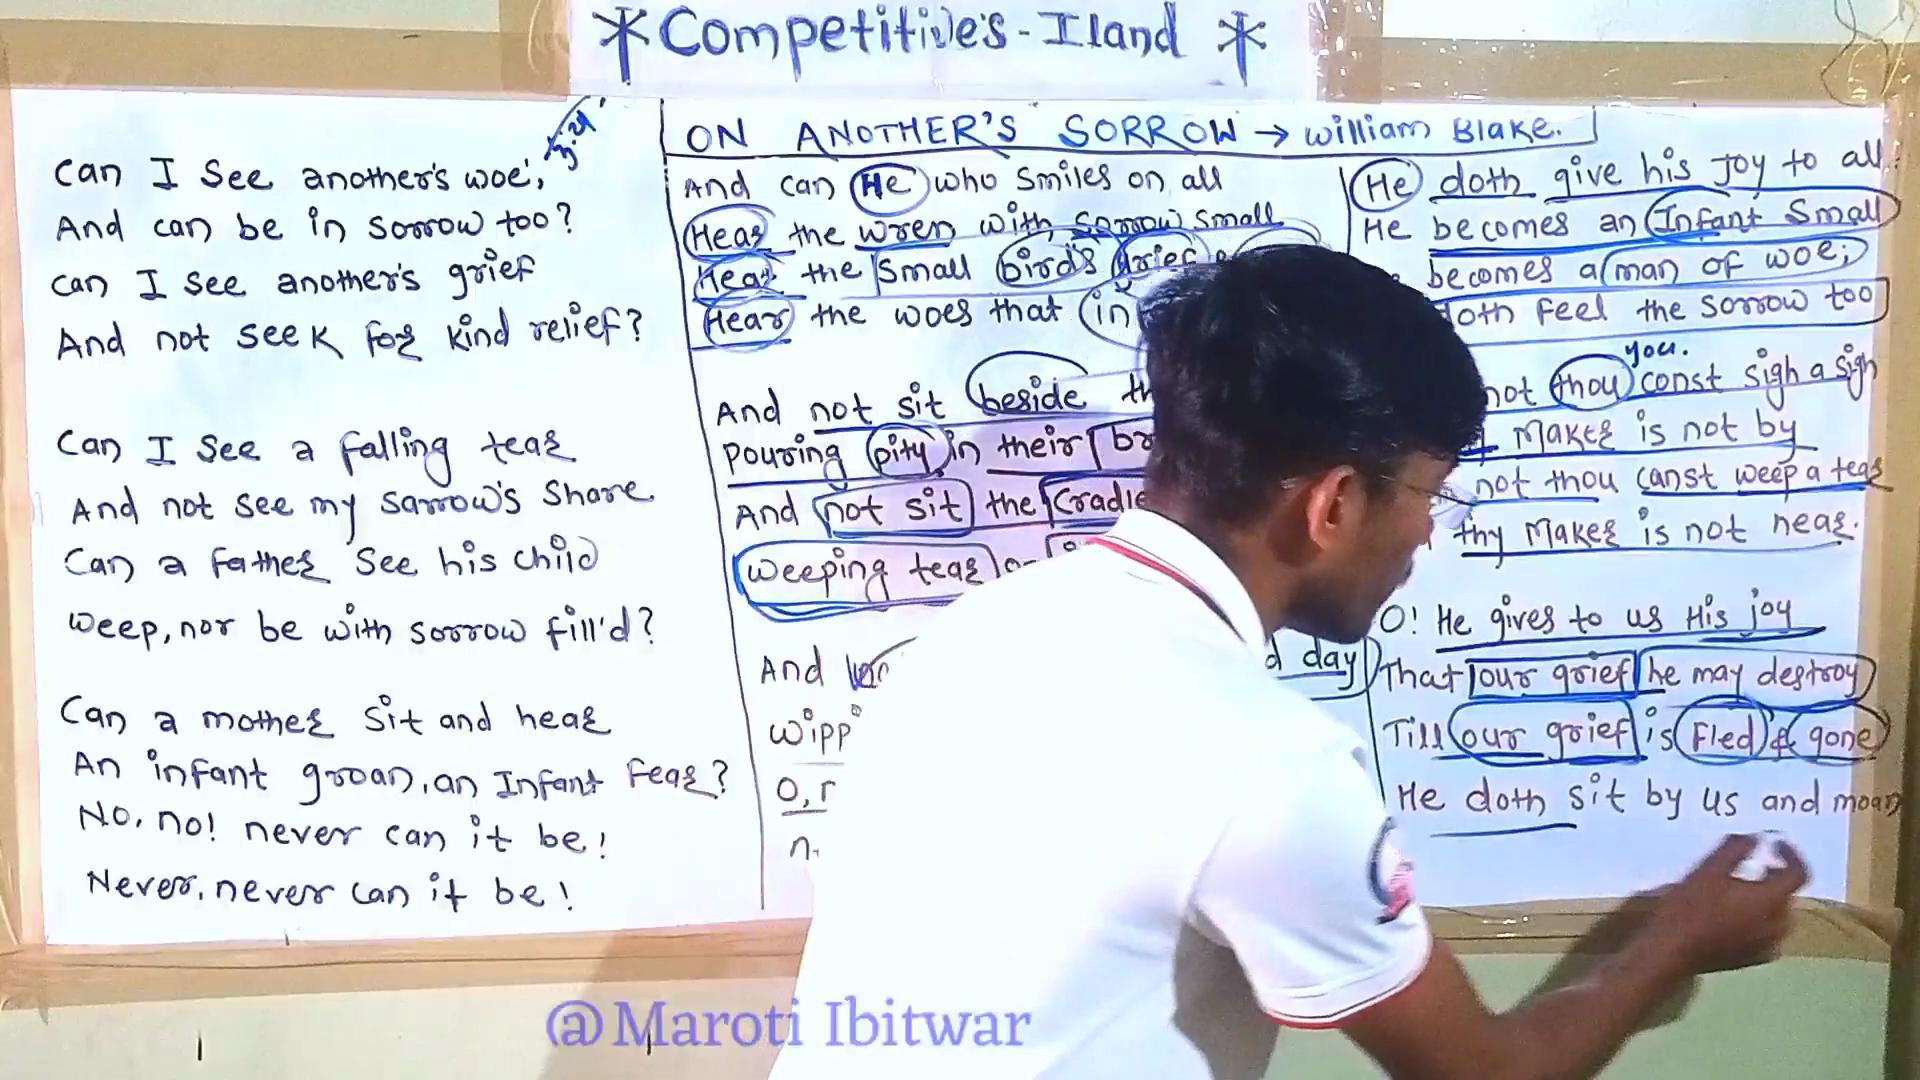 *Competitive's-Iland *
ON ANOTHER'S SORROW → William Blake.
Can I See another's woe,
And can be in sorrow too?
Can I see another's grief
And not seek for kind relief?
Can I See a falling tear
And not see my sarrow's Share
Can a father See his child
Weep, nor be with sorrow fill'd?
Can a mother Sit and hear
An infant groan, an Infant Fear?
No, no! never can it be!
Never, never can it be!
And can He who Smiles on all
Hear the wren with sorrow small
Hear the small bird's grief
Hear the woes that in
And not sit beside
pouring pity in their
And not sit the Cradle
weeping tear
And
day
He doth give his Joy to all:
He becomes an Infant Small
becomes a man of woe;
doth Feel the Sorrow too
you.
not thou const Sigh a Sigh
Maker is not by
not thou canst weep a tear
thy Maker is not near.
O! He gives to us His joy
That our grief he may destroy
Till our grief is Fled & gone
He doth sit by us and moan
@Maroti Ibitwar